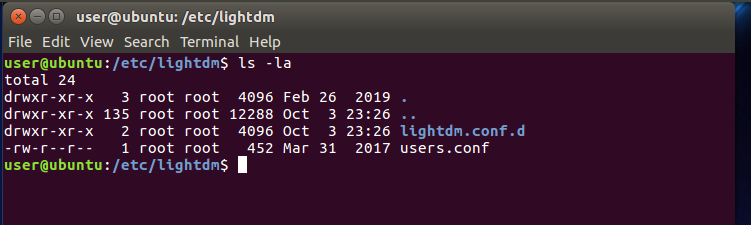 user@ubuntu: /etc/lightdm
File Edit View Search Terminal Help
user@ubuntu:/etc/lightdm$ ls -la
total 24
drwxr-xr-x   3 root root  4096 Feb 26  2019 .
drwxr-xr-x 135 root root 12288 Oct  3 23:26 ..
drwxr-xr-x   2 root root  4096 Oct  3 23:26 lightdm.conf.d
-rw-r--r--   1 root root   452 Mar 31  2017 users.conf
user@ubuntu:/etc/lightdm$